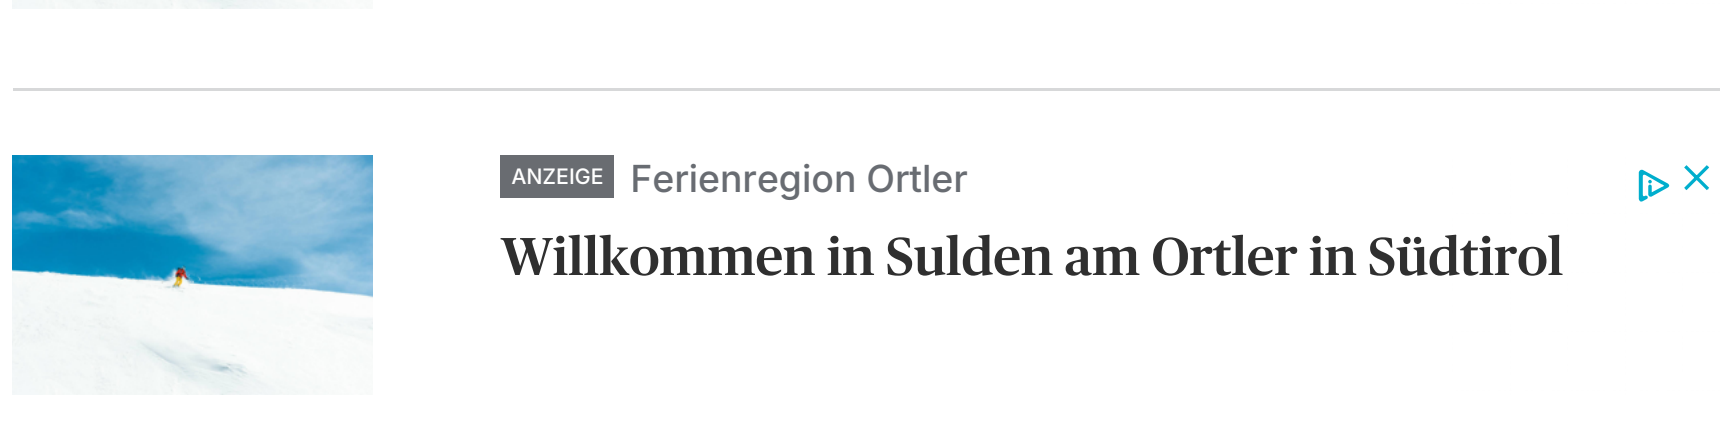 ANZEIGE Ferienregion Ortler
Willkommen in Sulden am Ortler in Südtirol